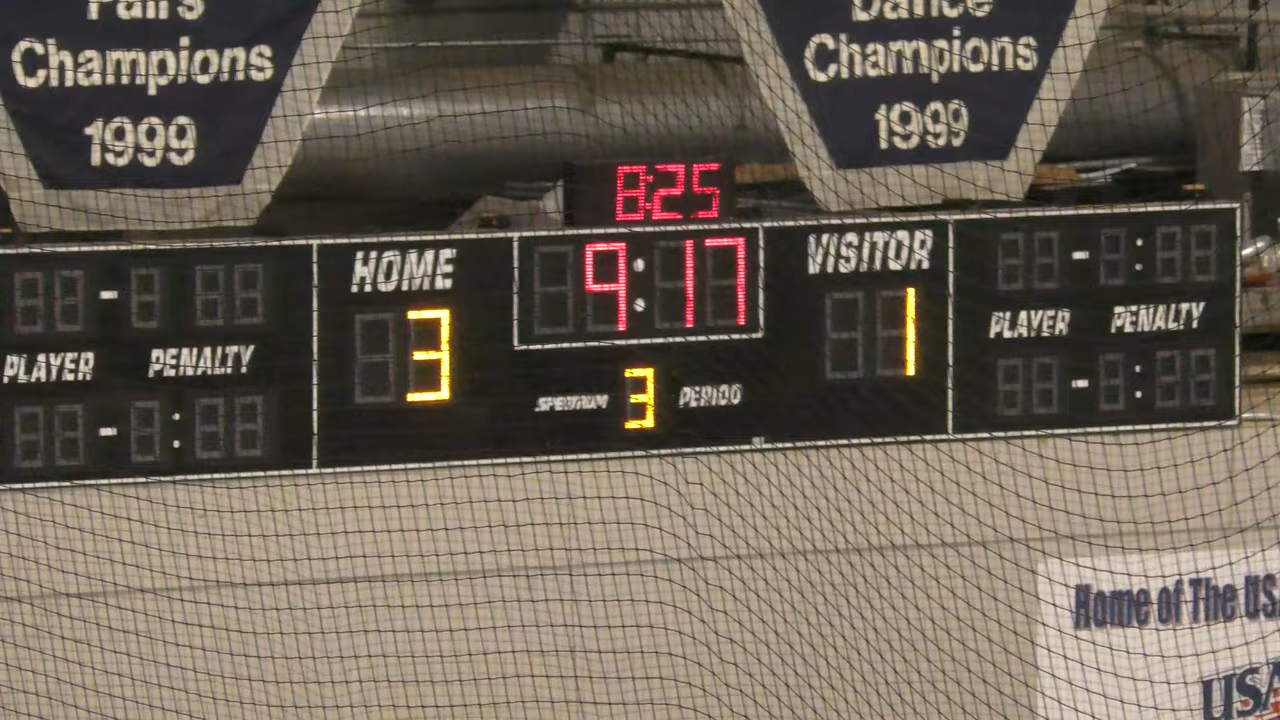 Pairs
Champions
1999
Dance
Champions
1999
8:25
HOME
9:17
VISITOR
3
1
PLAYER PENALTY
PLAYER PENALTY
SPECTRUM 3 PERIOD
Home of The US
USA